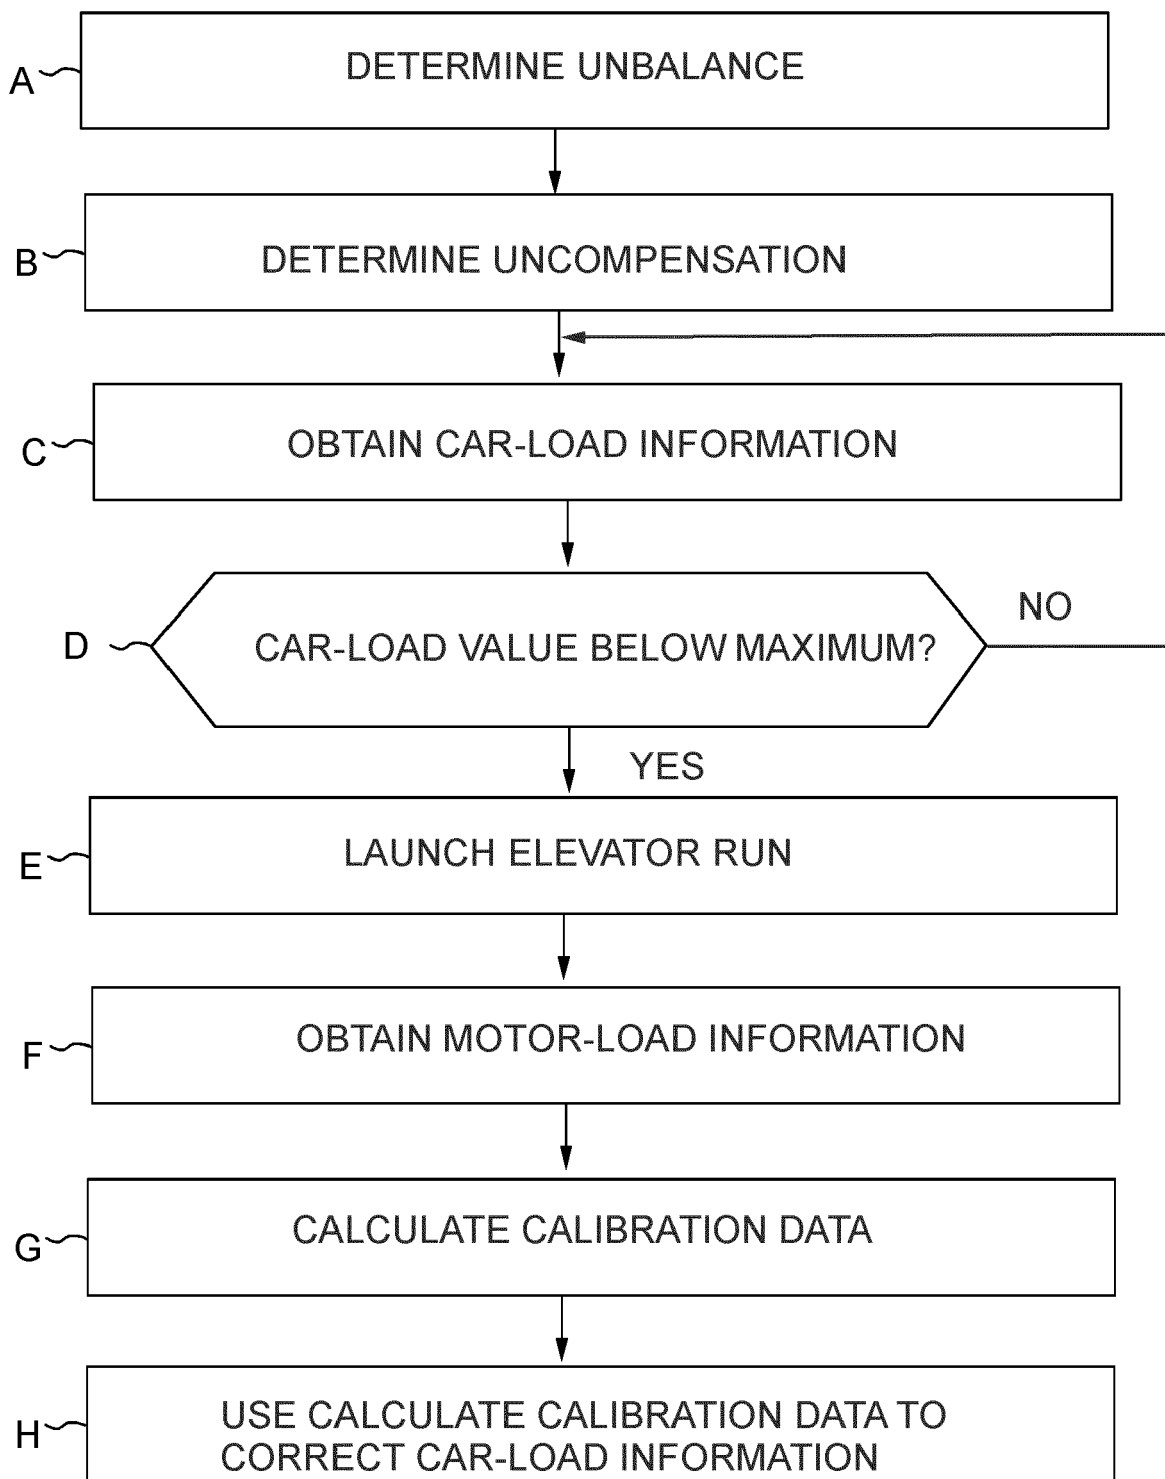 A
DETERMINE UNBALANCE
B
DETERMINE UNCOMPENSATION
C
OBTAIN CAR-LOAD INFORMATION
NO
D
CAR-LOAD VALUE BELOW MAXIMUM?
YES
E
LAUNCH ELEVATOR RUN
F
OBTAIN MOTOR-LOAD INFORMATION
G
CALCULATE CALIBRATION DATA
H
USE CALCULATE CALIBRATION DATA TO
CORRECT CAR-LOAD INFORMATION